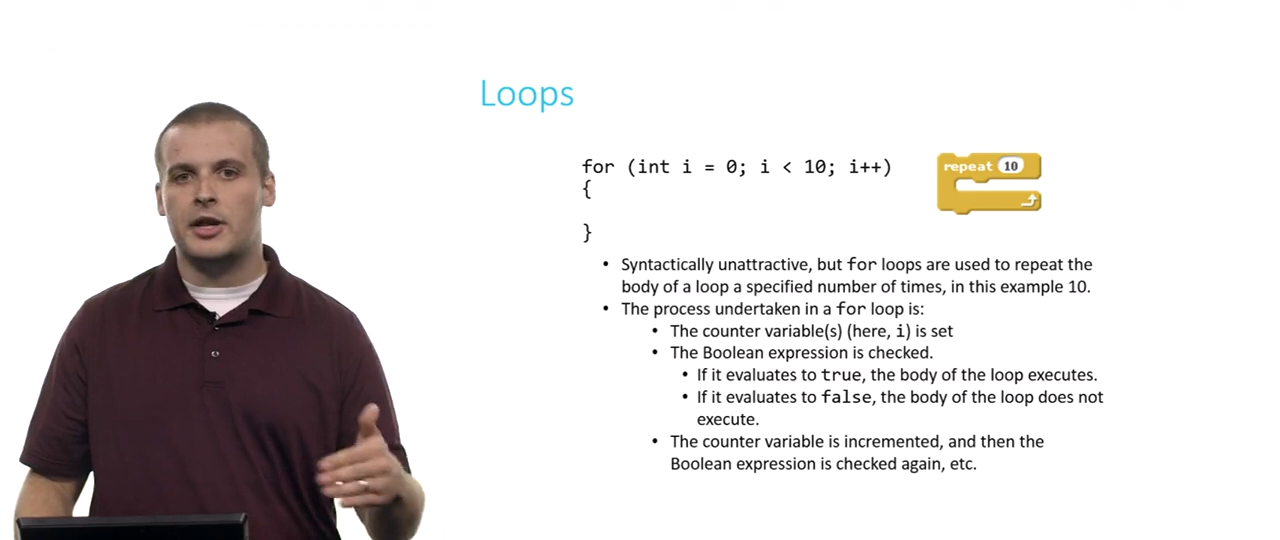 Loops
for (int i = 0; i < 10; i++)
repeat 10
{
}
• Syntactically unattractive, but for loops are used to repeat the
body of a loop a specified number of times, in this example 10.
• The process undertaken in a for loop is:
• The counter variable(s) (here, i) is set
• The Boolean expression is checked.
• If it evaluates to true, the body of the loop executes.
• If it evaluates to false, the body of the loop does not
execute.
• The counter variable is incremented, and then the
Boolean expression is checked again, etc.